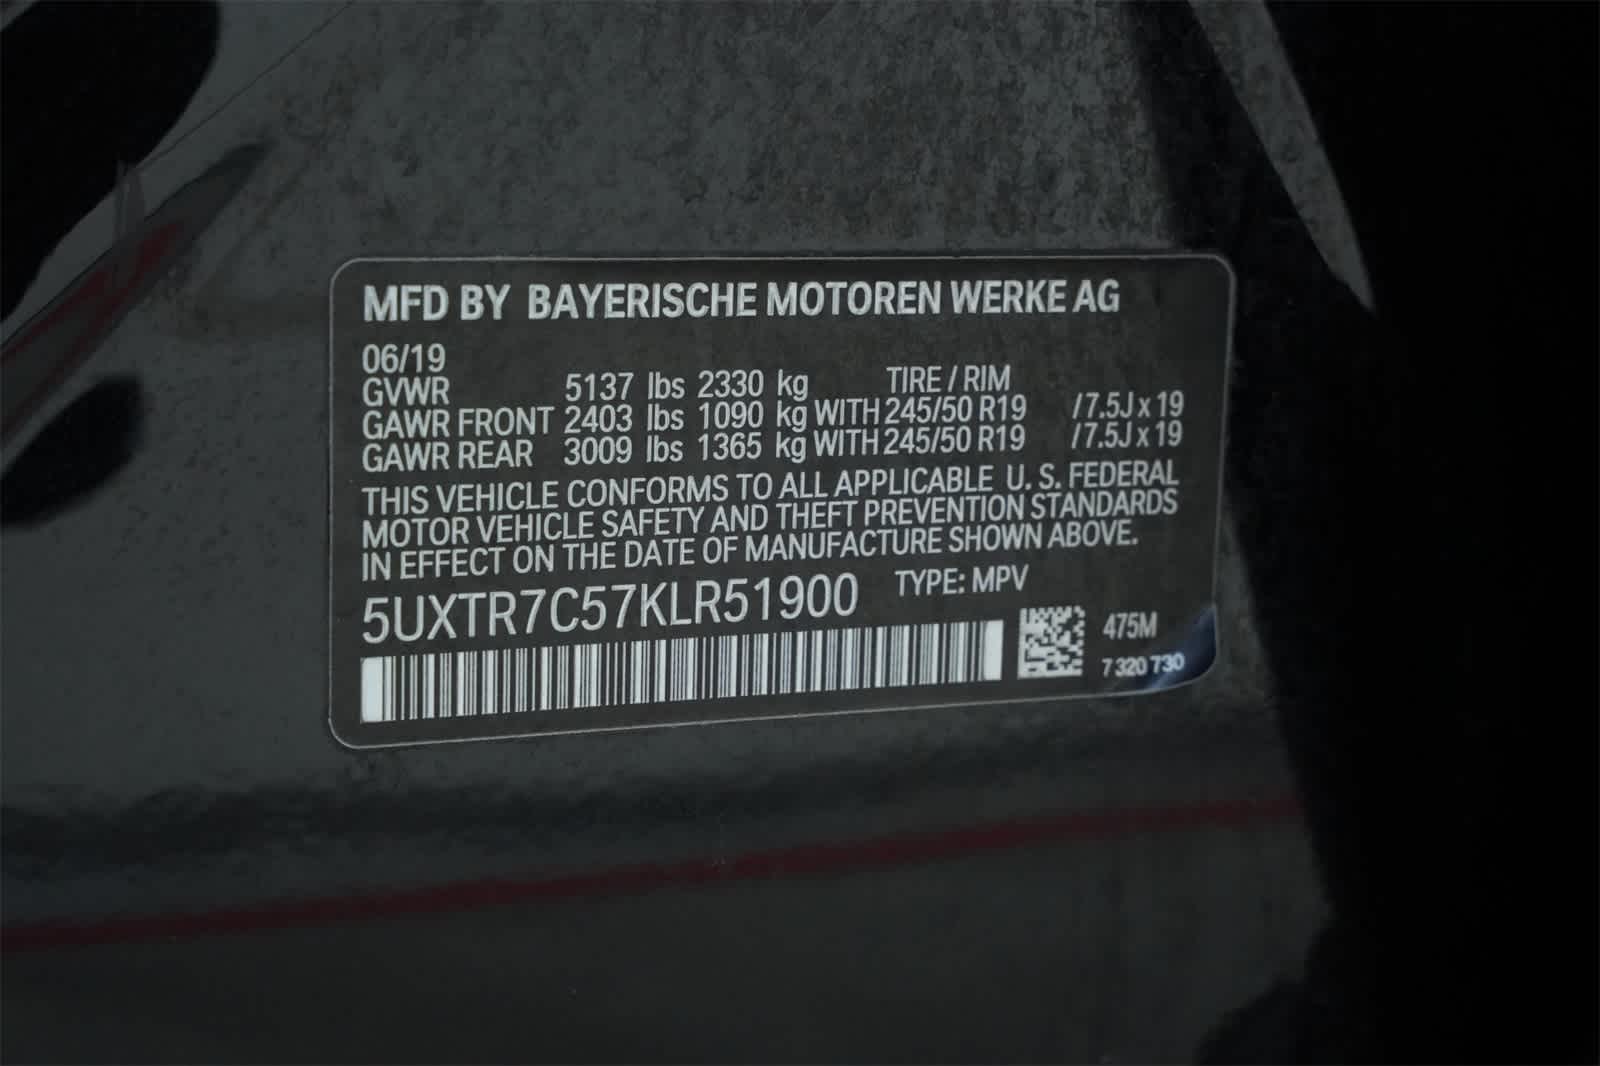 MFD BY BAYERISCHE MOTOREN WERKE AG
06/19
GVWR 5137 lbs 2330 kg TIRE / RIM
GAWR FRONT 2403 lbs 1090 kg WITH 245/50 R19 /7.5J x 19
GAWR REAR 3009 lbs 1365 kg WITH 245/50 R19 /7.5J x 19
THIS VEHICLE CONFORMS TO ALL APPLICABLE U. S. FEDERAL
MOTOR VEHICLE SAFETY AND THEFT PREVENTION STANDARDS
IN EFFECT ON THE DATE OF MANUFACTURE SHOWN ABOVE.
5UXTR7C57KLR51900 TYPE: MPV
475M
7 320 730